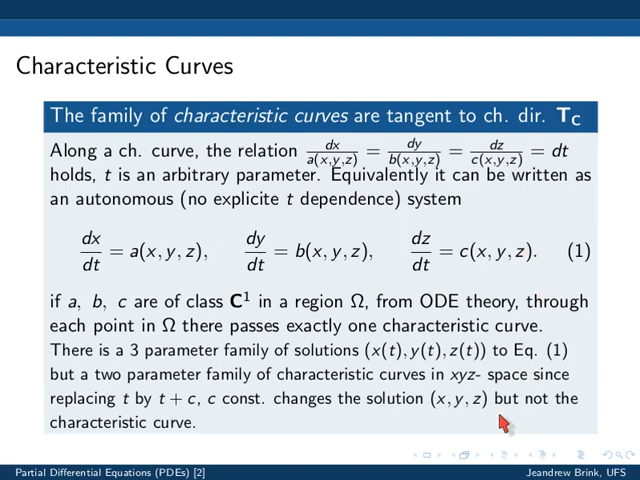 Characteristic Curves
The family of characteristic curves are tangent to ch. dir. T_C
Along a ch. curve, the relation dx/a(x,y,z) = dy/b(x,y,z) = dz/c(x,y,z) = dt
holds, t is an arbitrary parameter. Equivalently it can be written as
an autonomous (no explicite t dependence) system
dx/dt = a(x, y, z), dy/dt = b(x, y, z), dz/dt = c(x, y, z). (1)
if a, b, c are of class C^1 in a region Ω, from ODE theory, through
each point in Ω there passes exactly one characteristic curve.
There is a 3 parameter family of solutions (x(t), y(t), z(t)) to Eq. (1)
but a two parameter family of characteristic curves in xyz- space since
replacing t by t + c, c const. changes the solution (x, y, z) but not the
characteristic curve.
Partial Differential Equations (PDEs) [2] Jeandrew Brink, UFS